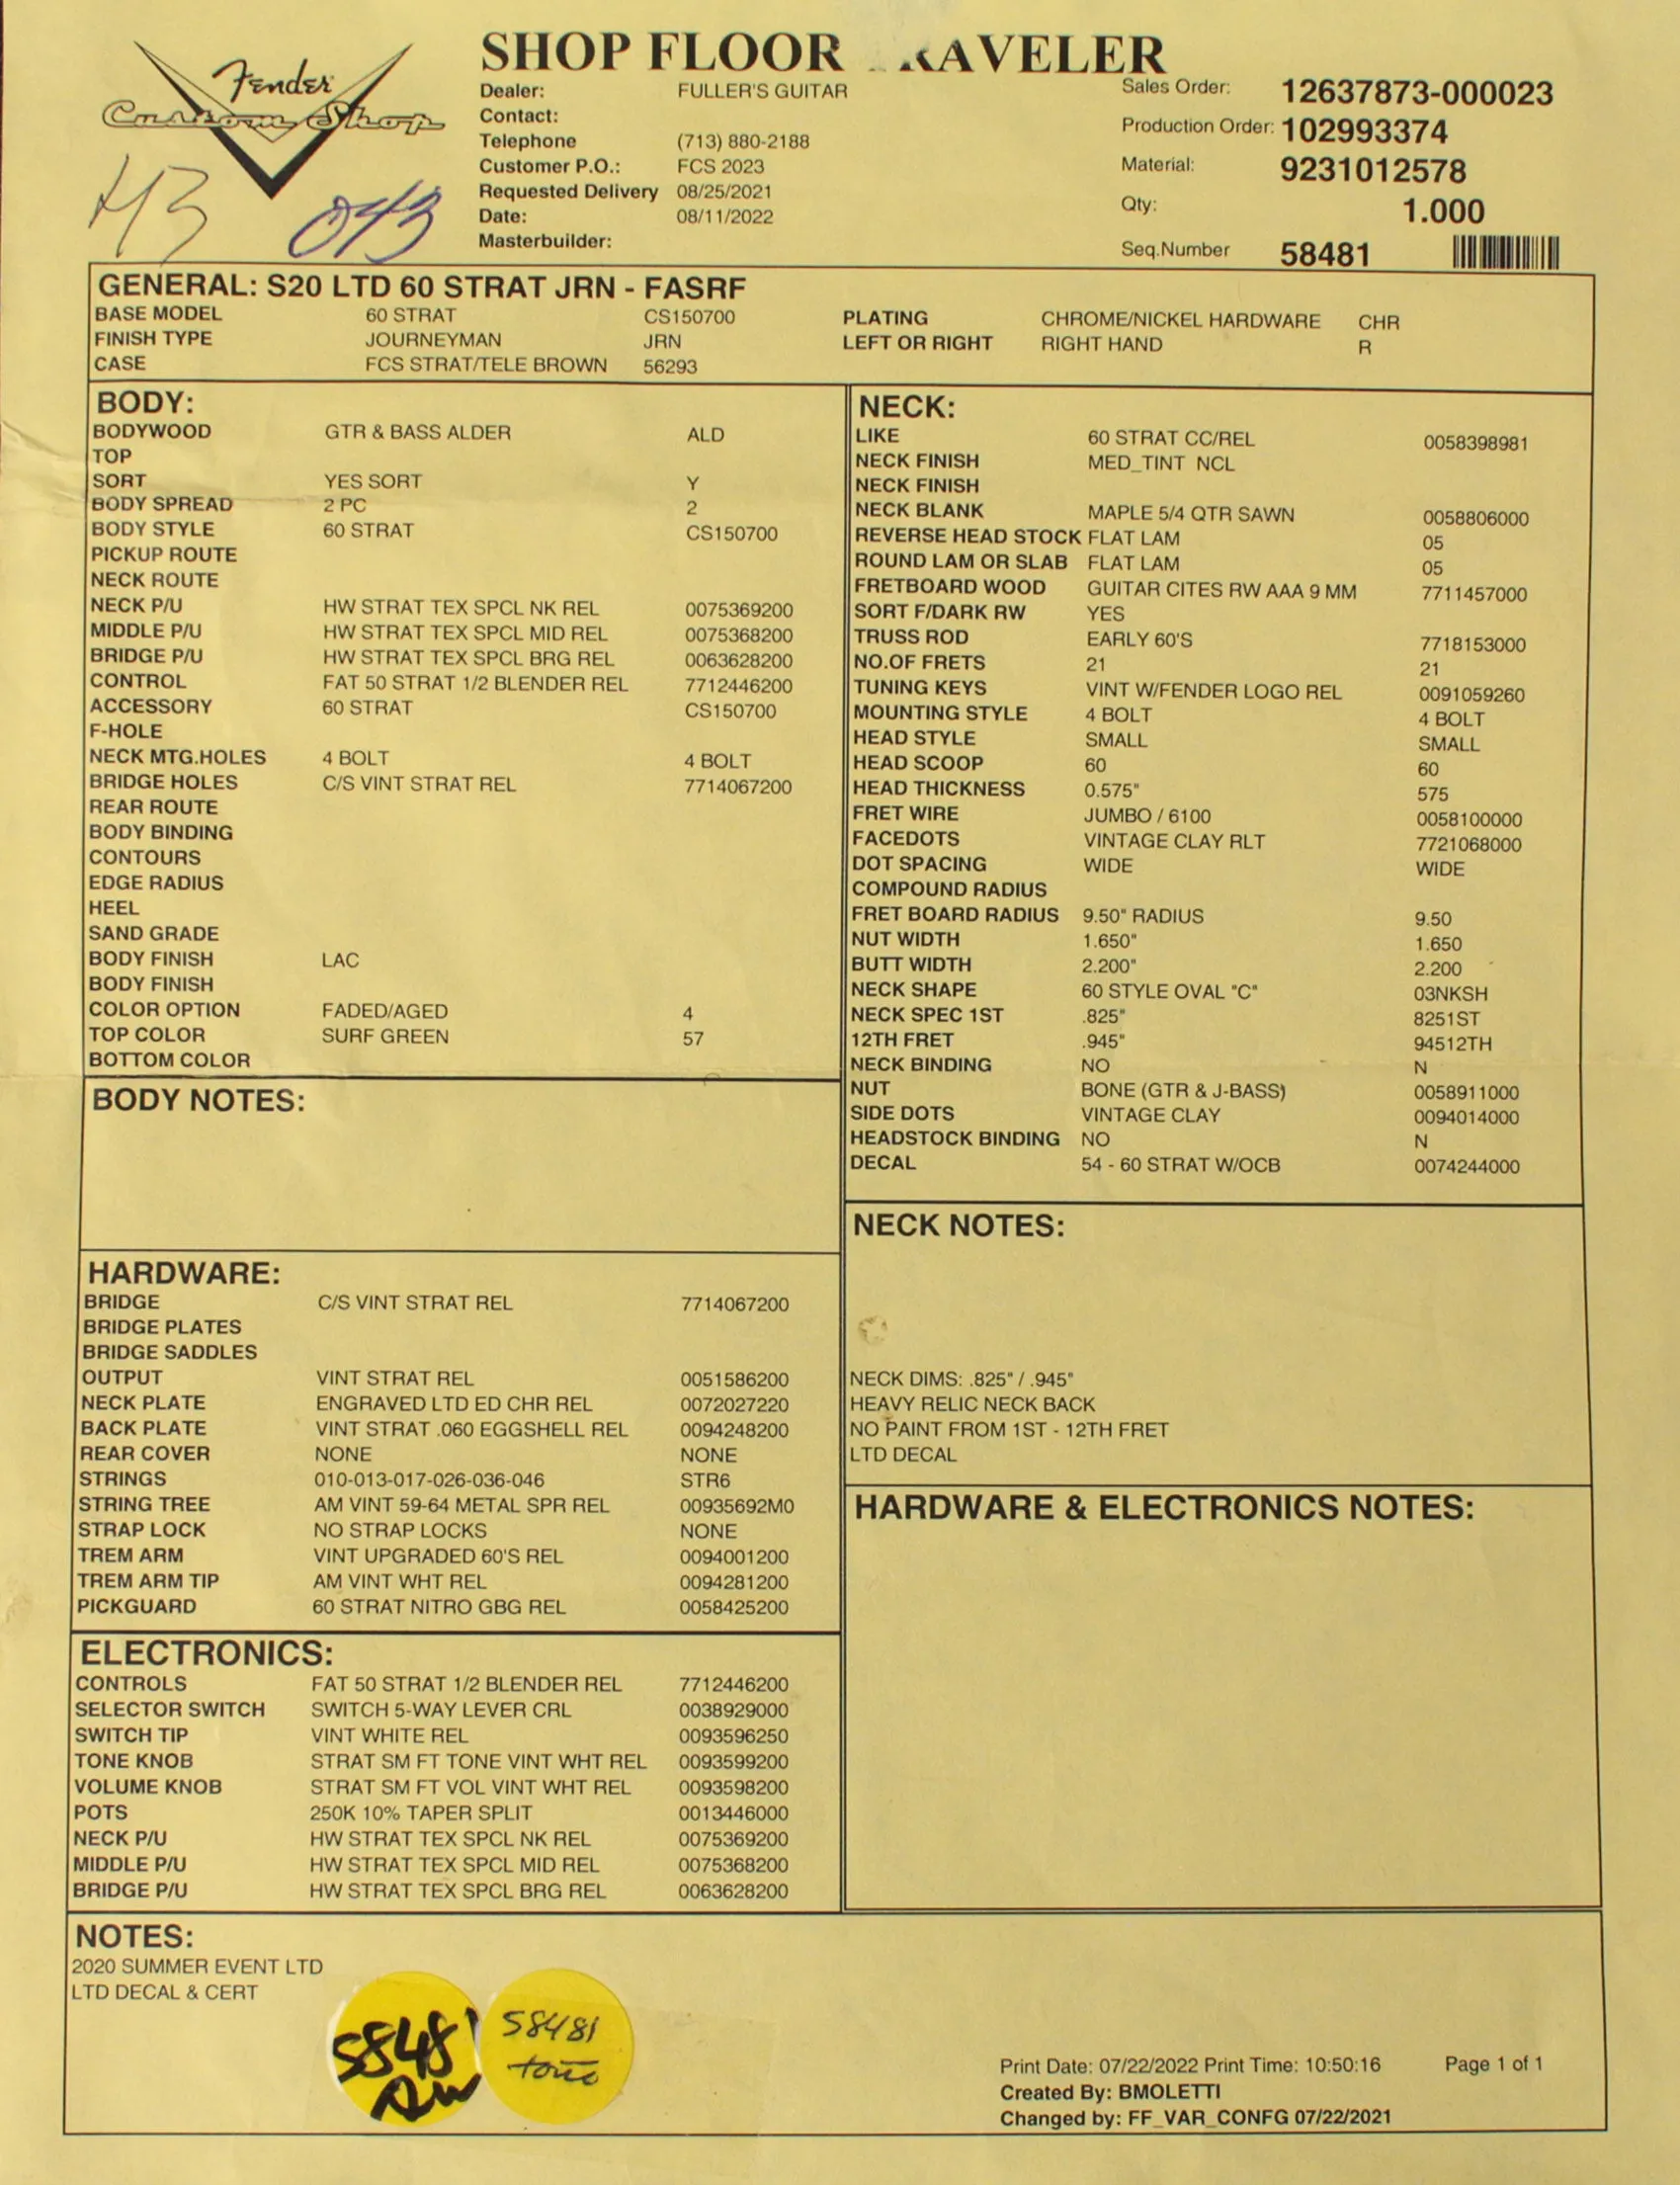 Fender
Custom Shop
H3
043
SHOP FLOOR RAVELER
Dealer: FULLER'S GUITAR
Contact:
Telephone (713) 880-2188
Customer P.O.: FCS 2023
Requested Delivery 08/25/2021
Date: 08/11/2022
Masterbuilder:
Sales Order: 12637873-000023
Production Order: 102993374
Material: 9231012578
Qty: 1.000
Seq.Number 58481
GENERAL: S20 LTD 60 STRAT JRN - FASRF
BASE MODEL 60 STRAT CS150700
FINISH TYPE JOURNEYMAN JRN
CASE FCS STRAT/TELE BROWN 56293
PLATING CHROME/NICKEL HARDWARE CHR
LEFT OR RIGHT RIGHT HAND R
BODY:
BODYWOOD GTR & BASS ALDER ALD
TOP
SORT YES SORT Y
BODY SPREAD 2 PC 2
BODY STYLE 60 STRAT CS150700
PICKUP ROUTE
NECK ROUTE
NECK P/U HW STRAT TEX SPCL NK REL 0075369200
MIDDLE P/U HW STRAT TEX SPCL MID REL 0075368200
BRIDGE P/U HW STRAT TEX SPCL BRG REL 0063628200
CONTROL FAT 50 STRAT 1/2 BLENDER REL 7712446200
ACCESSORY 60 STRAT CS150700
F-HOLE
NECK MTG.HOLES 4 BOLT 4 BOLT
BRIDGE HOLES C/S VINT STRAT REL 7714067200
REAR ROUTE
BODY BINDING
CONTOURS
EDGE RADIUS
HEEL
SAND GRADE
BODY FINISH LAC
BODY FINISH
COLOR OPTION FADED/AGED 4
TOP COLOR SURF GREEN 57
BOTTOM COLOR
BODY NOTES:
HARDWARE:
BRIDGE C/S VINT STRAT REL 7714067200
BRIDGE PLATES
BRIDGE SADDLES
OUTPUT VINT STRAT REL 0051586200
NECK PLATE ENGRAVED LTD ED CHR REL 0072027220
BACK PLATE VINT STRAT .060 EGGSHELL REL 0094248200
REAR COVER NONE NONE
STRINGS 010-013-017-026-036-046 STR6
STRING TREE AM VINT 59-64 METAL SPR REL 00935692M0
STRAP LOCK NO STRAP LOCKS NONE
TREM ARM VINT UPGRADED 60'S REL 0094001200
TREM ARM TIP AM VINT WHT REL 0094281200
PICKGUARD 60 STRAT NITRO GBG REL 0058425200
ELECTRONICS:
CONTROLS FAT 50 STRAT 1/2 BLENDER REL 7712446200
SELECTOR SWITCH SWITCH 5-WAY LEVER CRL 0038929000
SWITCH TIP VINT WHITE REL 0093596250
TONE KNOB STRAT SM FT TONE VINT WHT REL 0093599200
VOLUME KNOB STRAT SM FT VOL VINT WHT REL 0093598200
POTS 250K 10% TAPER SPLIT 0013446000
NECK P/U HW STRAT TEX SPCL NK REL 0075369200
MIDDLE P/U HW STRAT TEX SPCL MID REL 0075368200
BRIDGE P/U HW STRAT TEX SPCL BRG REL 0063628200
NECK:
LIKE 60 STRAT CC/REL 0058398981
NECK FINISH MED_TINT NCL
NECK FINISH
NECK BLANK MAPLE 5/4 QTR SAWN 0058806000
REVERSE HEAD STOCK FLAT LAM 05
ROUND LAM OR SLAB FLAT LAM 05
FRETBOARD WOOD GUITAR CITES RW AAA 9 MM 7711457000
SORT F/DARK RW YES
TRUSS ROD EARLY 60'S 7718153000
NO.OF FRETS 21 21
TUNING KEYS VINT W/FENDER LOGO REL 0091059260
MOUNTING STYLE 4 BOLT 4 BOLT
HEAD STYLE SMALL SMALL
HEAD SCOOP 60 60
HEAD THICKNESS 0.575" 575
FRET WIRE JUMBO / 6100 0058100000
FACEDOTS VINTAGE CLAY RLT 7721068000
DOT SPACING WIDE WIDE
COMPOUND RADIUS
FRET BOARD RADIUS 9.50" RADIUS 9.50
NUT WIDTH 1.650" 1.650
BUTT WIDTH 2.200" 2.200
NECK SHAPE 60 STYLE OVAL "C" 03NKSH
NECK SPEC 1ST .825" 8251ST
12TH FRET .945" 94512TH
NECK BINDING NO N
NUT BONE (GTR & J-BASS) 0058911000
SIDE DOTS VINTAGE CLAY 0094014000
HEADSTOCK BINDING NO N
DECAL 54 - 60 STRAT W/OCB 0074244000
NECK NOTES:
NECK DIMS: .825" / .945"
HEAVY RELIC NECK BACK
NO PAINT FROM 1ST - 12TH FRET
LTD DECAL
HARDWARE & ELECTRONICS NOTES:
NOTES:
2020 SUMMER EVENT LTD
LTD DECAL & CERT
58481
58481
Print Date: 07/22/2022 Print Time: 10:50:16 Page 1 of 1
Created By: BMOLETTI
Changed by: FF_VAR_CONFG 07/22/2021